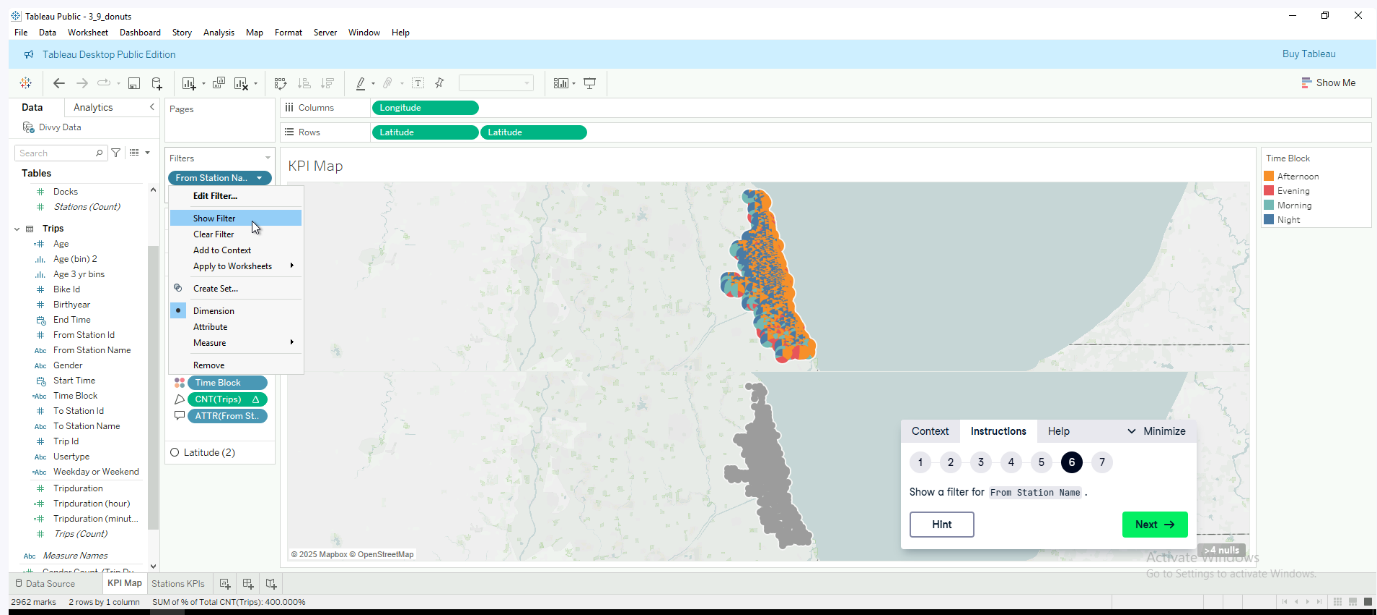 Tableau Public - 3_9_donuts
File Data Worksheet Dashboard Story Analysis Map Format Server Window Help
Tableau Desktop Public Edition
Buy Tableau
Show Me
Data
Analytics
Divvy Data
Search
Tables
Docks
Stations (Count)
Trips
Age
Age (bin) 2
Age 3 yr bins
Bike Id
Birthyear
End Time
From Station Id
Abc From Station Name
Abc Gender
Start Time
Abc Time Block
To Station Id
Abc To Station Name
Trip Id
Abc Usertype
Abc Weekday or Weekend
Tripduration
Tripduration (hour)
Tripduration (minut...
Trips (Count)
Abc Measure Names
Pages
Filters
From Station Na..
Edit Filter...
Show Filter
Clear Filter
Add to Context
Apply to Worksheets
Create Set...
Dimension
Attribute
Measure
Remove
Time Block
CNT(Trips) Δ
ATTR(From St..
Latitude (2)
Columns
Longitude
Rows
Latitude
Latitude
KPI Map
© 2025 Mapbox © OpenStreetMap
Time Block
Afternoon
Evening
Morning
Night
Context
Instructions
Help
Minimize
1 2 3 4 5 6 7
Show a filter for From Station Name .
HInt
Next →
>4 nulls
Activate Windows
Go to Settings to activate Windows.
Data Source
KPI Map
Stations KPIs
2962 marks 2 rows by 1 column SUM of % of Total CNT(Trips): 400.000%